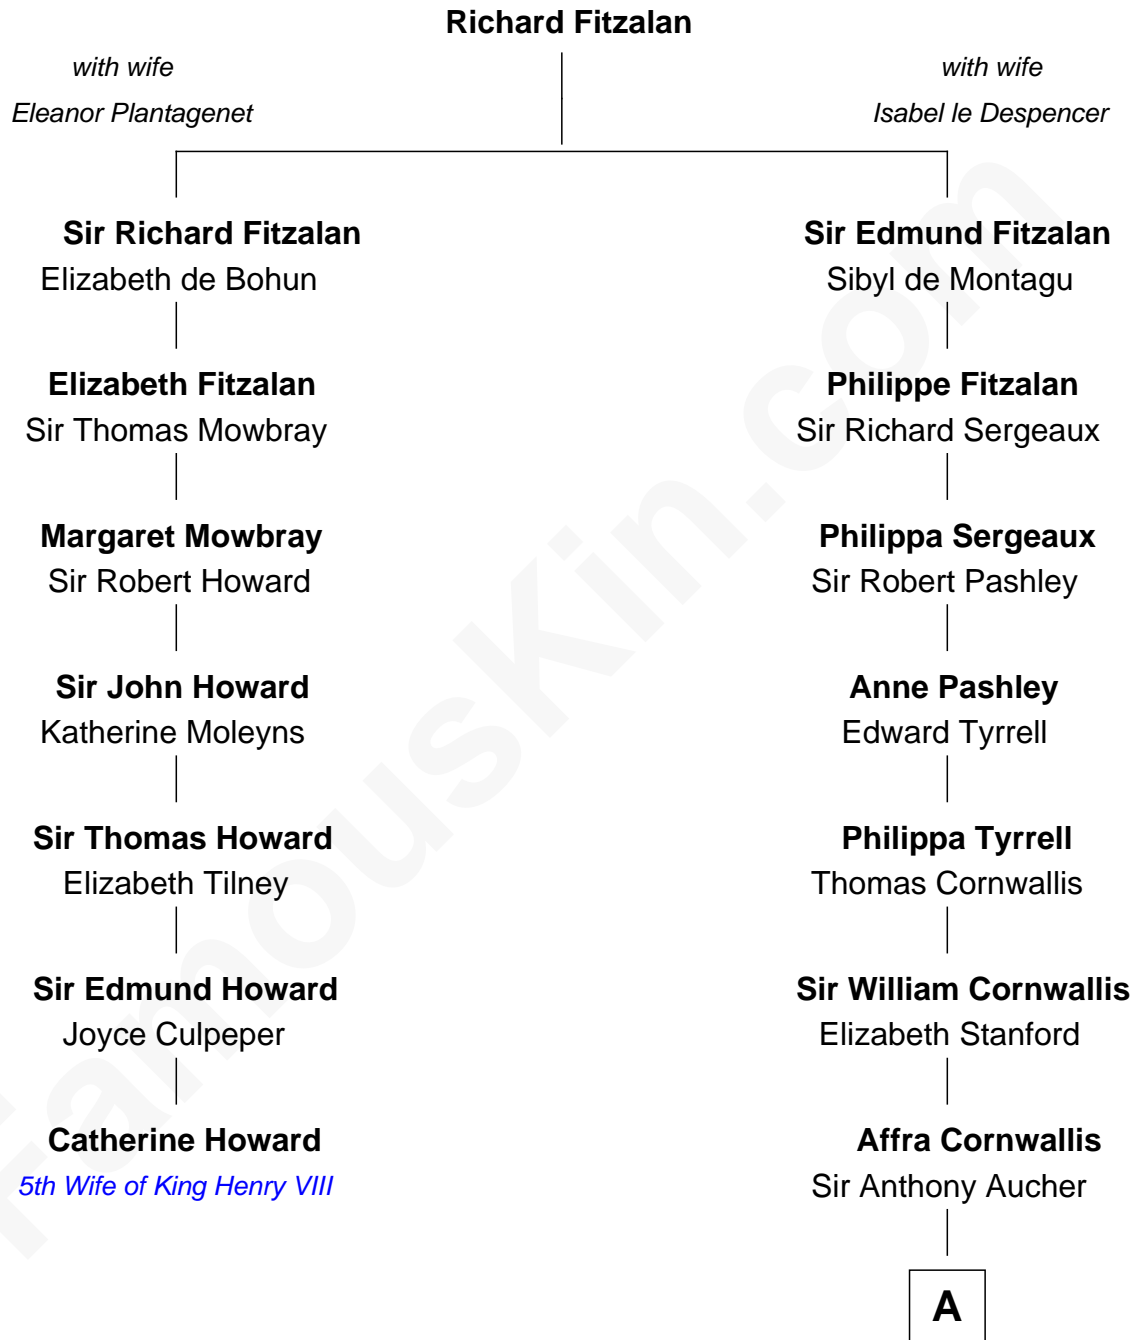 Richard Fitzalan
with wife
Eleanor Plantagenet
with wife
Isabel le Despencer
Sir Richard Fitzalan
Elizabeth de Bohun
Sir Edmund Fitzalan
Sibyl de Montagu
Elizabeth Fitzalan
Sir Thomas Mowbray
Philippe Fitzalan
Sir Richard Sergeaux
Margaret Mowbray
Sir Robert Howard
Philippa Sergeaux
Sir Robert Pashley
Sir John Howard
Katherine Moleyns
Anne Pashley
Edward Tyrrell
Sir Thomas Howard
Elizabeth Tilney
Philippa Tyrrell
Thomas Cornwallis
Sir Edmund Howard
Joyce Culpeper
Sir William Cornwallis
Elizabeth Stanford
Catherine Howard
5th Wife of King Henry VIII
Affra Cornwallis
Sir Anthony Aucher
A
FamousKin.com